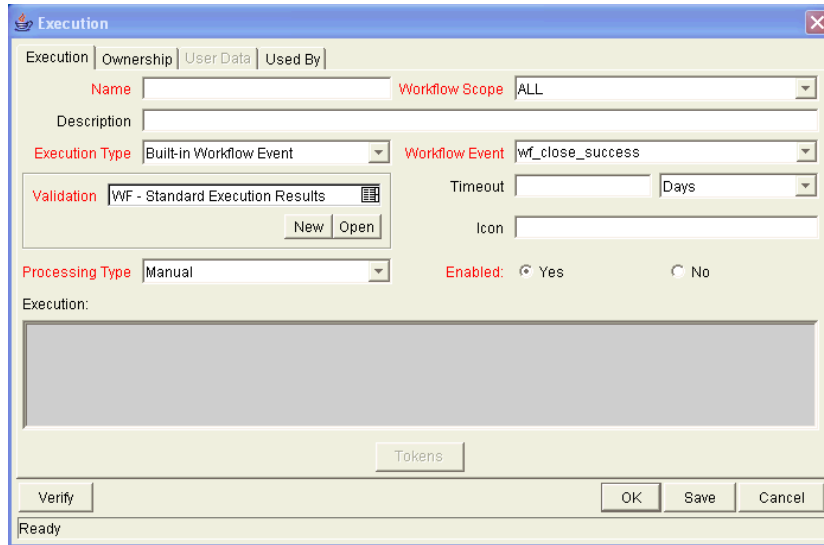 Execution
Execution Ownership User Data Used By
Name Workflow Scope ALL
Description
Execution Type Built-in Workflow Event Workflow Event wf_close_success
Validation WF - Standard Execution Results Timeout Days
New Open Icon
Processing Type Manual Enabled: Yes No
Execution:
Tokens
Verify OK Save Cancel
Ready